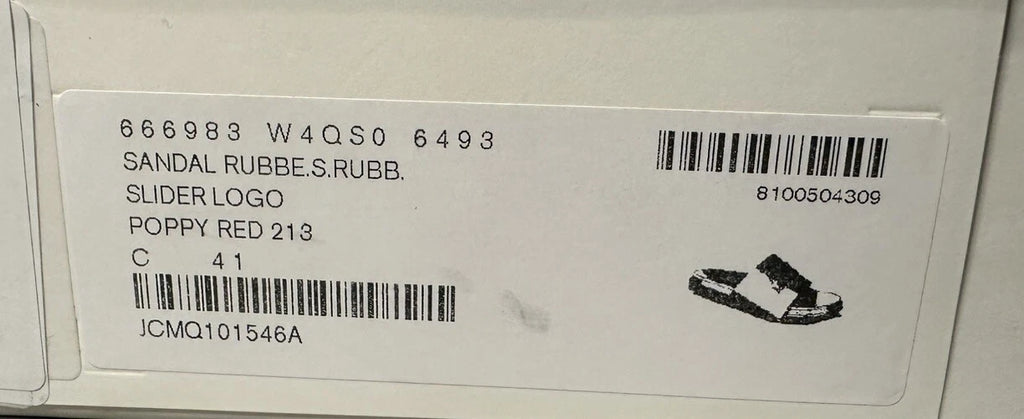 666983 W4QS0 6493
SANDAL RUBBE.S.RUBB.
SLIDER LOGO
POPPY RED 213
C 41
JCMQ101546A
8100504309